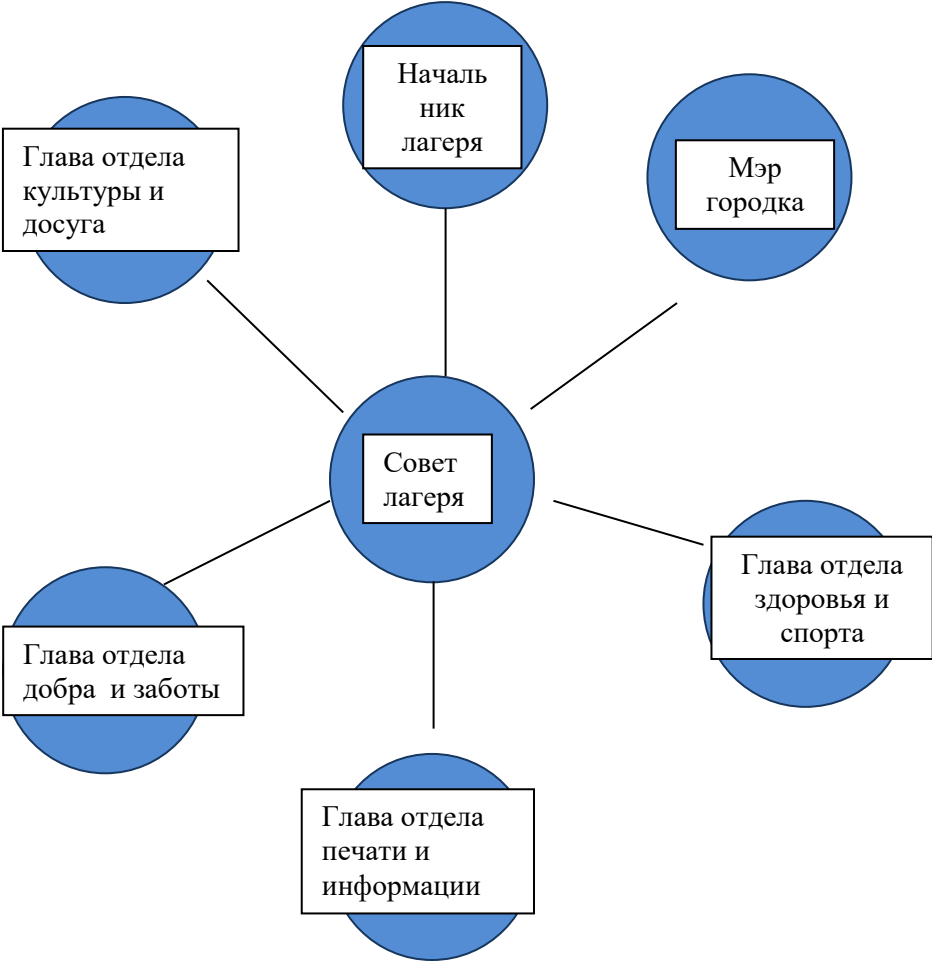 Началь
ник
лагеря
Глава отдела
культуры и
досуга
Мэр
городка
Совет
лагеря
Глава отдела
здоровья и
спорта
Глава отдела
добра  и заботы
Глава отдела
печати и
информации